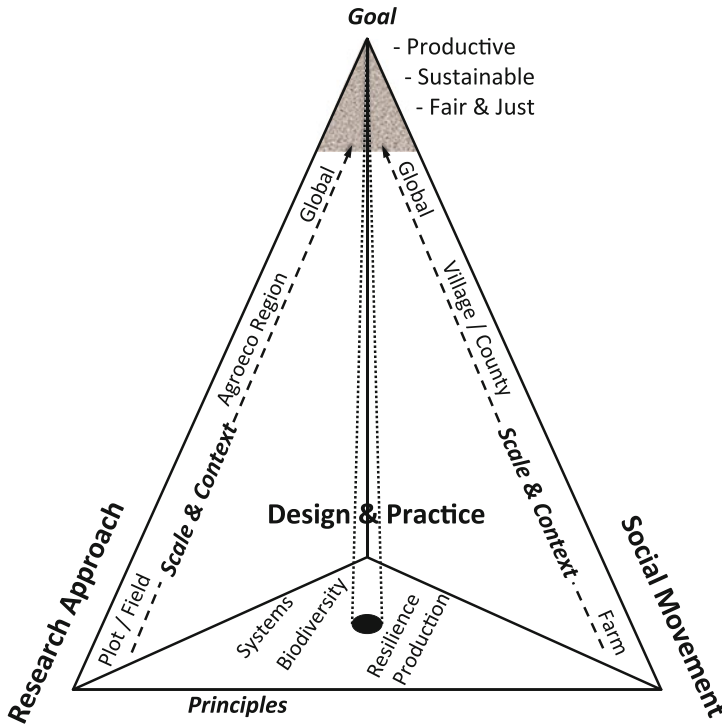 Goal
- Productive
- Sustainable
- Fair & Just
Global
Global
Agroeco Region
Village / County
Scale & Context
Scale & Context
Design & Practice
Research Approach
Social Movement
Plot / Field
Systems
Biodiversity
Resilience
Production
Farm
Principles